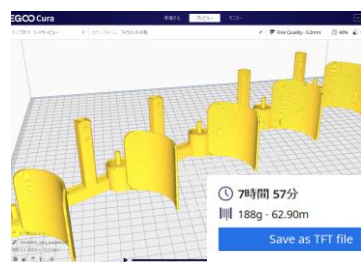 EGOO Cura
準備する プレビュー モニター
Fine Quality - 0.2mm 40%
7時間 57分
188g · 62.90m
Save as TFT file